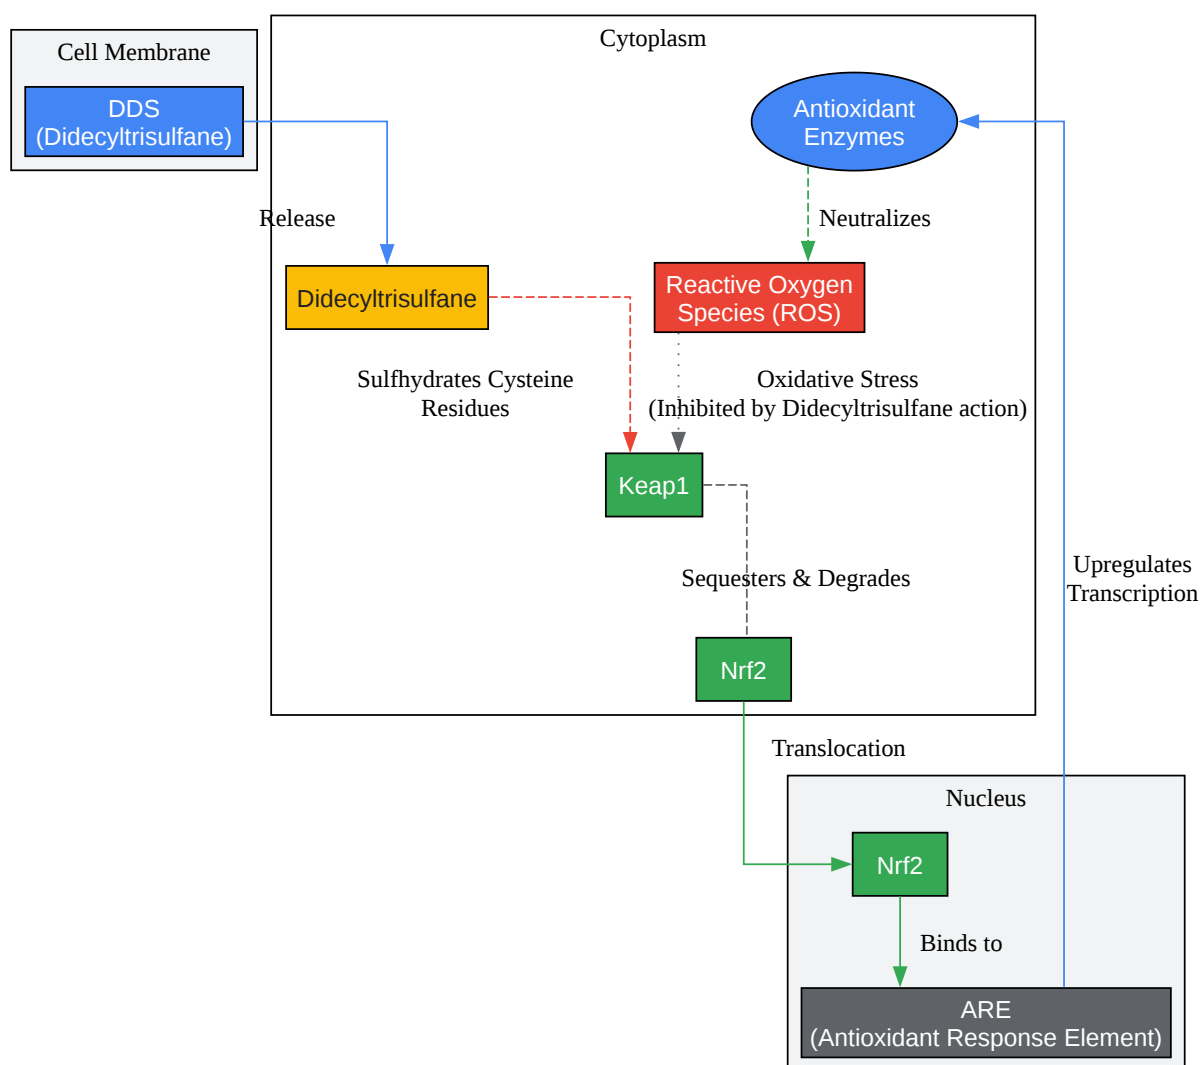 Cell Membrane
DDS
(Didecyltrisulfane)
Cytoplasm
Antioxidant
Enzymes
Release
Neutralizes
Didecyltrisulfane
Reactive Oxygen
Species (ROS)
Sulfhydrates Cysteine
Residues
Oxidative Stress
(Inhibited by Didecyltrisulfane action)
Keap1
Sequesters & Degrades
Upregulates
Transcription
Nrf2
Translocation
Nucleus
Nrf2
Binds to
ARE
(Antioxidant Response Element)